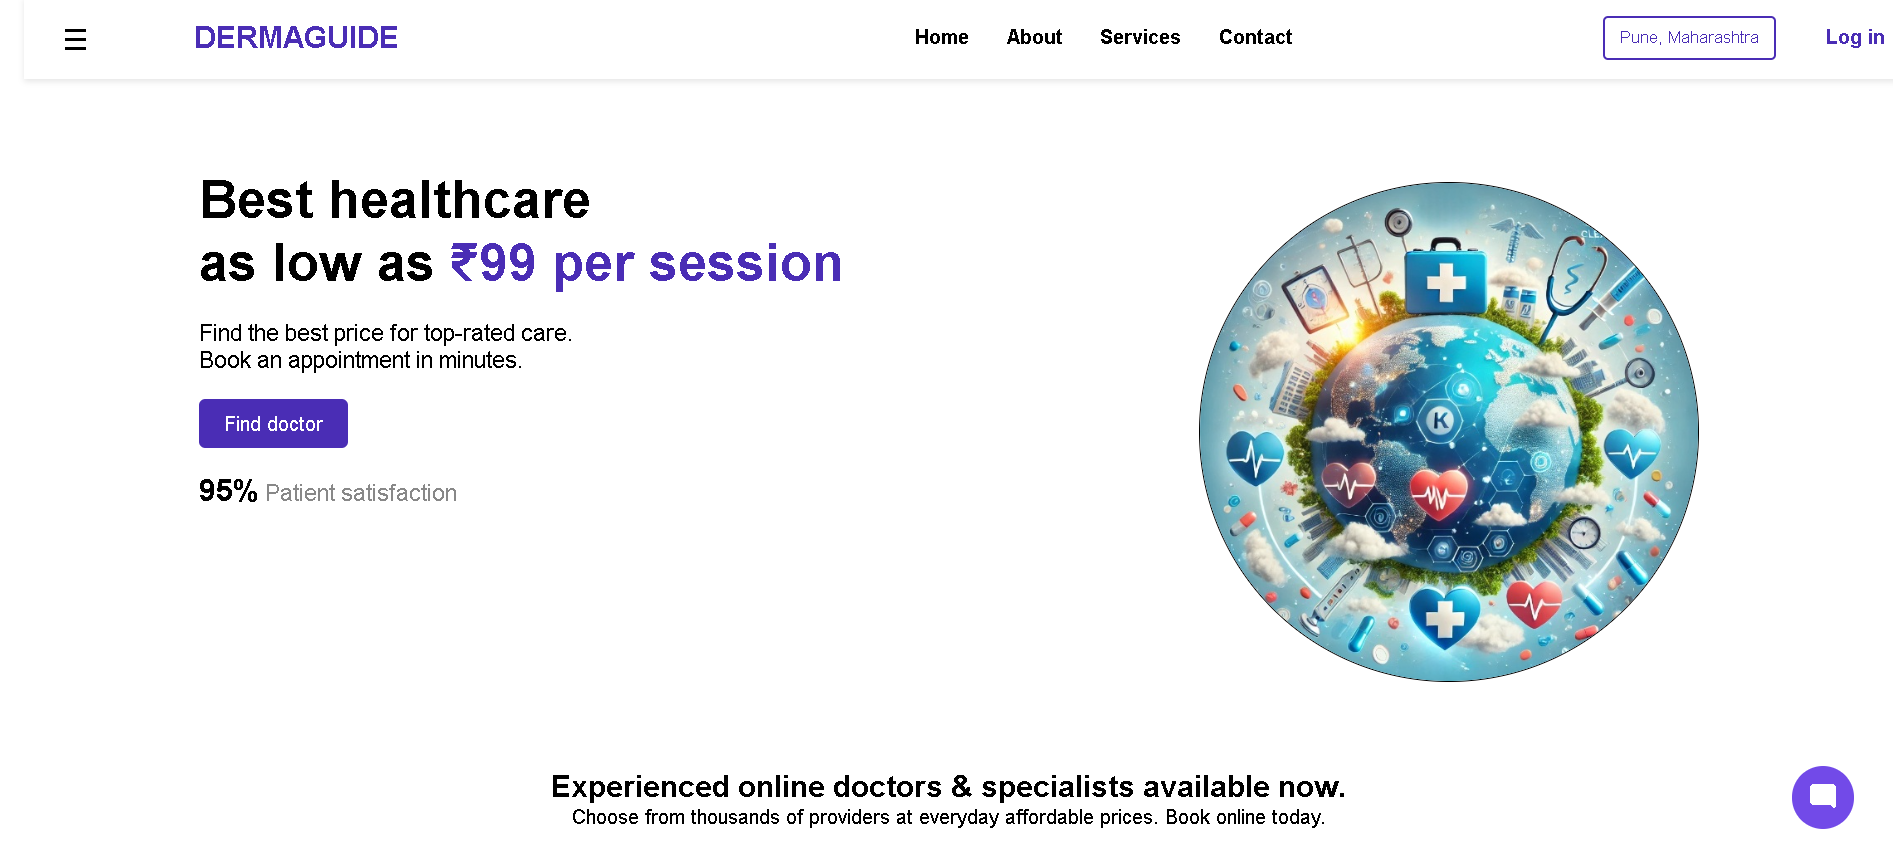 DERMAGUIDE
Home
About
Services
Contact
Pune, Maharashtra
Log in
Best healthcare
as low as ₹99 per session
Find the best price for top-rated care.
Book an appointment in minutes.
Find doctor
95% Patient satisfaction
K
Experienced online doctors & specialists available now.
Choose from thousands of providers at everyday affordable prices. Book online today.